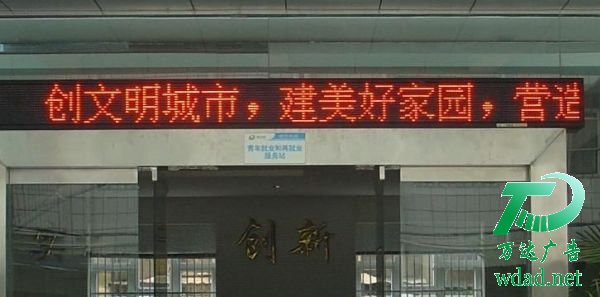 创文明城市，建美好家园，营造
青年就业和再就业
服务站
创新
万达广告
wdad.net